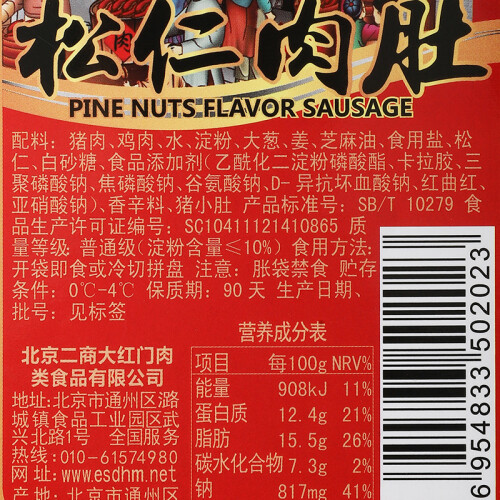 肉
松仁肉肚
PINE NUTS FLAVOR SAUSAGE
配料: 猪肉、鸡肉、水、淀粉、大葱、姜、芝麻油、食用盐、松
仁、白砂糖、食品添加剂(乙酰化二淀粉磷酸酯、卡拉胶、三
聚磷酸钠、焦磷酸钠、谷氨酸钠、D-异抗坏血酸钠、红曲红、
亚硝酸钠)、香辛料、猪小肚 产品标准号: SB/T 10279 食
品生产许可证编号: SC10411121410865 质
量等级: 普通级(淀粉含量≤10%) 食用方法:
开袋即食或冷切拼盘 注意: 胀袋禁食 贮存
条件: 0℃-4℃ 保质期: 90 天 生产日期、
批号: 见标签
北京二商大红门肉
类食品有限公司
地址:北京市通州区潞
城镇食品工业园区武
兴北路1号 全国服务
热线: 010-61574980
网 址: www.esdhm.net
产 地: 北京市通州区
营养成分表
项目 每100g NRV%
能量 908kJ 11%
蛋白质 12.4g 21%
脂肪 15.5g 26%
碳水化合物 7.3g 2%
钠 817mg 41%
6 954833 502023